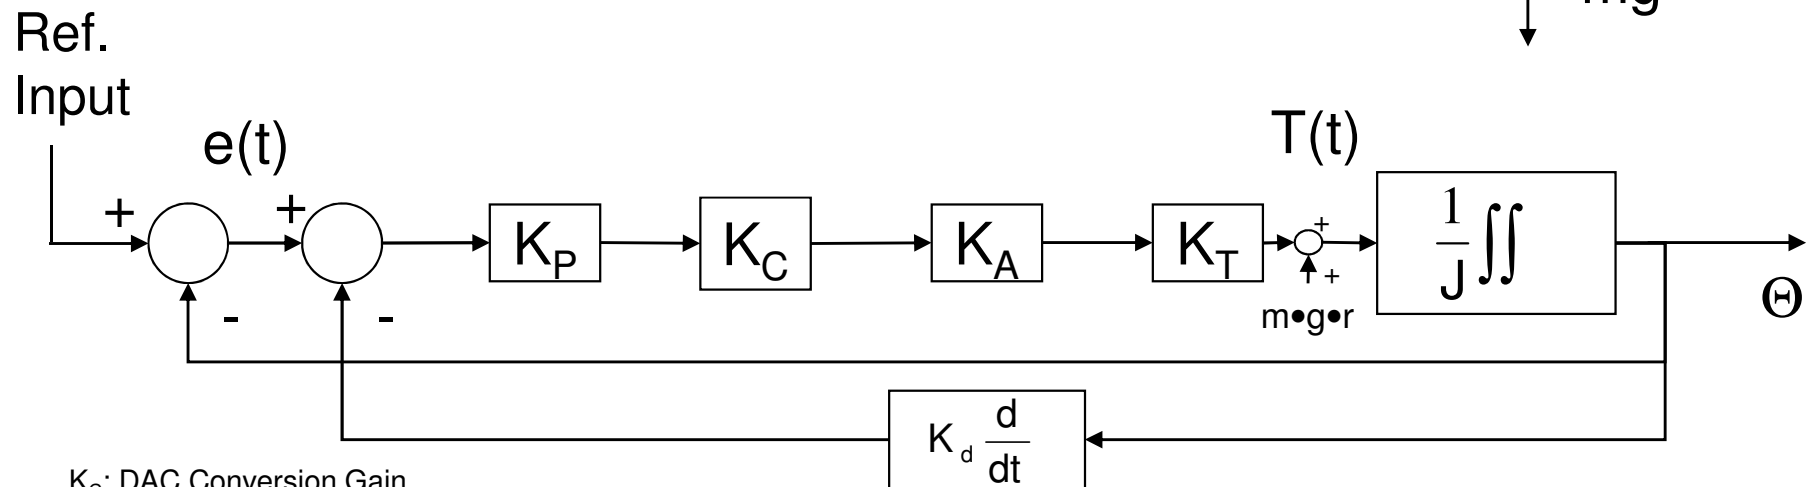 mg
Ref.
Input
e(t)
T(t)
+
+
K_P
K_C
K_A
K_T
+
+
1
J
∬
Θ
-
-
m•g•r
K_d
d
dt
K_C: DAC Conversion Gain